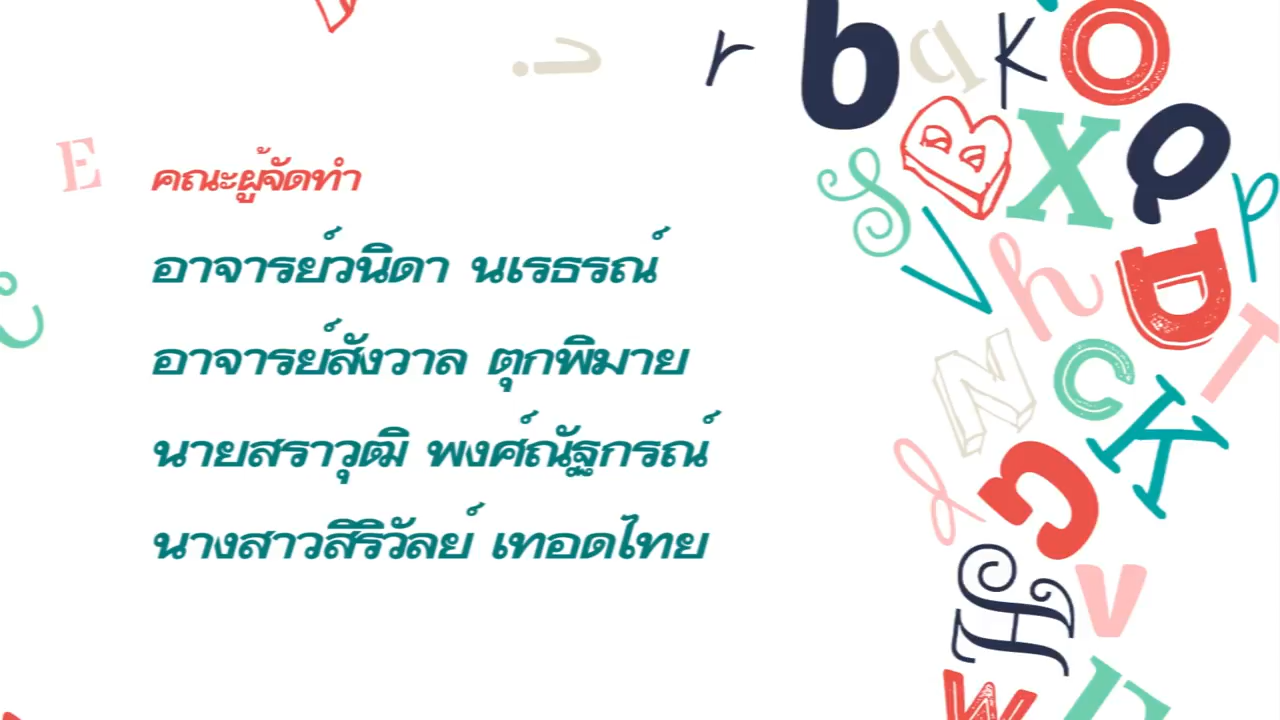 คณะผู้จัดทำ
อาจารย์วนิดา นเรธรณ์
อาจารย์สังวาล ตุกพิมาย
นายสราวุฒิ พงศ์ณัฐกรณ์
นางสาวสิริวัลย์ เทอดไทย